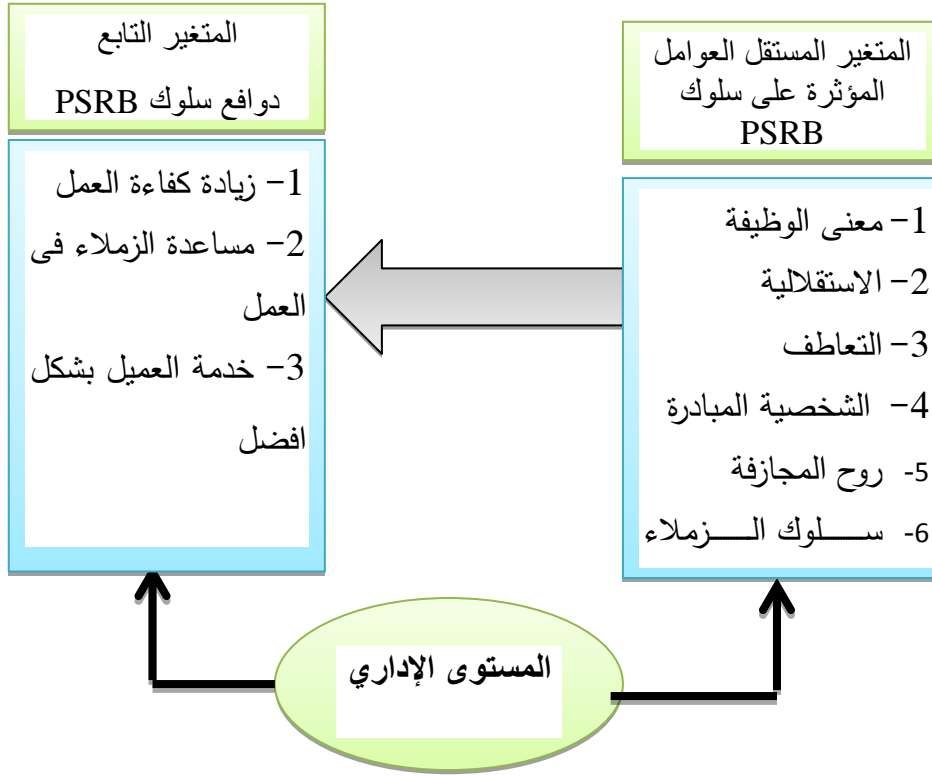 المتغير المستقل العوامل
المؤثرة على سلوك
PSRB
1- معنى الوظيفة
2- الاستقلالية
3- التعاطف
4- الشخصية المبادرة
5- روح المجازفة
6- ســـلوك الــــزملاء
المتغير التابع
دوافع سلوك PSRB
1- زيادة كفاءة العمل
2- مساعدة الزملاء فى
العمل
3- خدمة العميل بشكل
افضل
المستوى الإداري